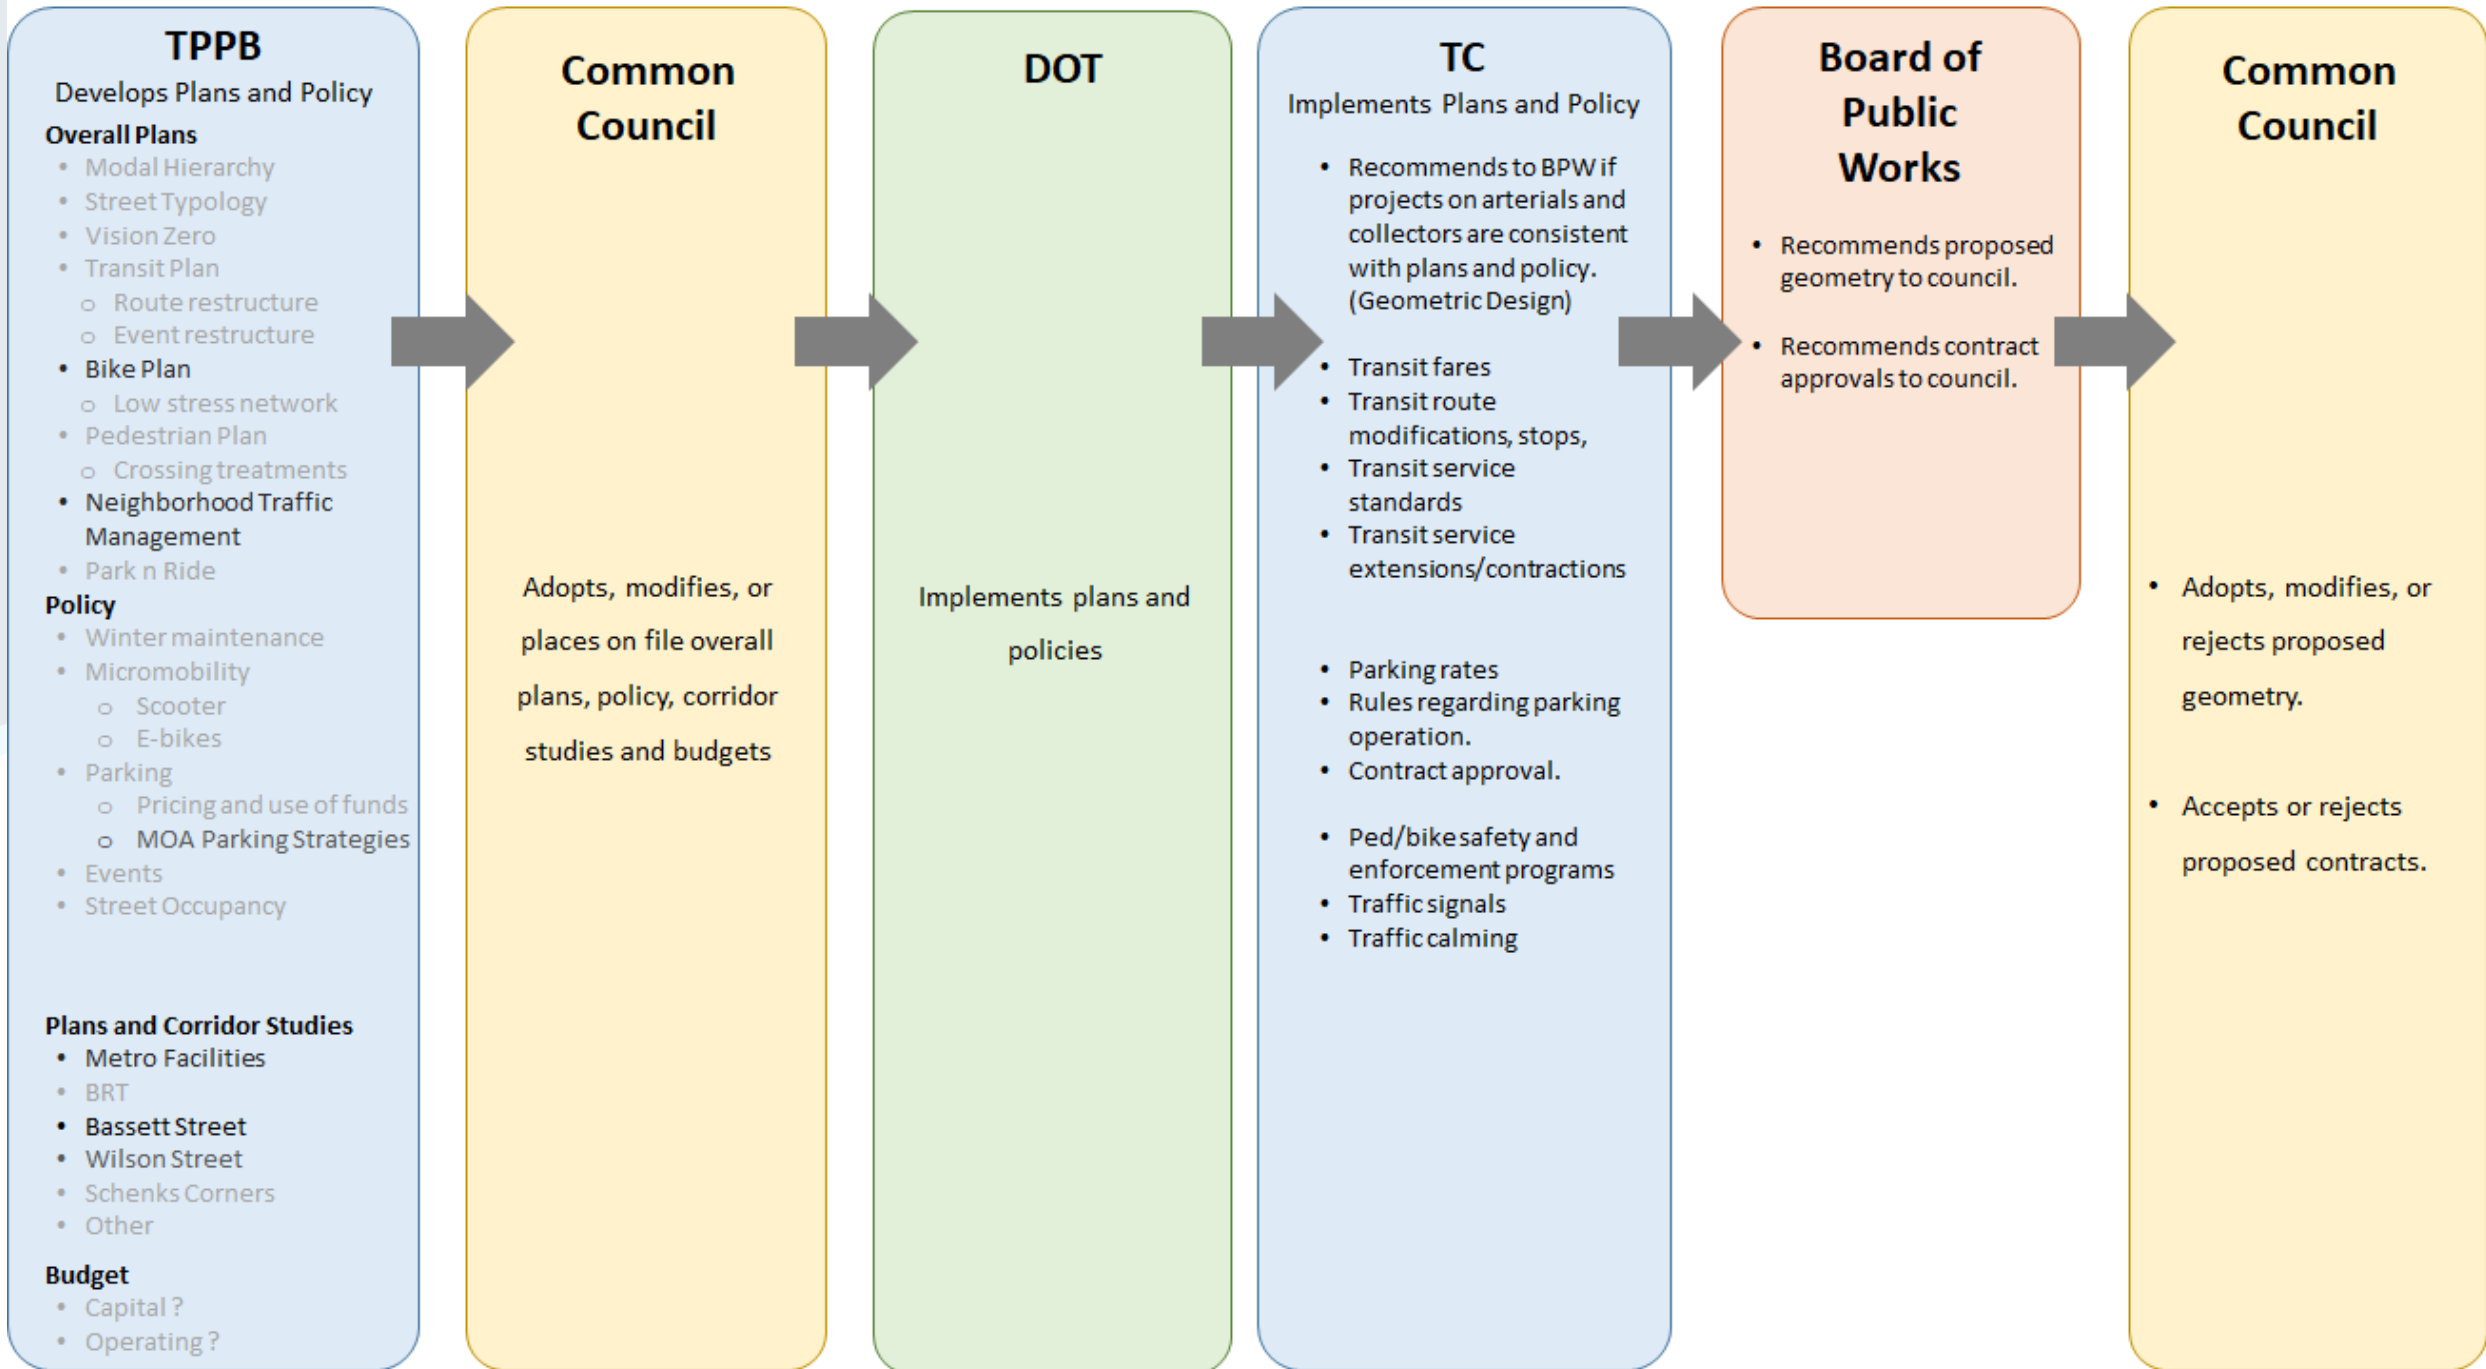 TPPB
Develops Plans and Policy
Overall Plans
• Modal Hierarchy
• Street Typology
• Vision Zero
• Transit Plan
o Route restructure
o Event restructure
• Bike Plan
o Low stress network
• Pedestrian Plan
o Crossing treatments
• Neighborhood Traffic
Management
• Park n Ride
Policy
• Winter maintenance
• Micromobility
o Scooter
o E-bikes
• Parking
o Pricing and use of funds
o MOA Parking Strategies
• Events
• Street Occupancy
Plans and Corridor Studies
• Metro Facilities
• BRT
• Bassett Street
• Wilson Street
• Schenks Corners
• Other
Budget
• Capital ?
• Operating ?
Common
Council
Adopts, modifies, or
places on file overall
plans, policy, corridor
studies and budgets
DOT
Implements plans and
policies
TC
Implements Plans and Policy
• Recommends to BPW if
projects on arterials and
collectors are consistent
with plans and policy.
(Geometric Design)
• Transit fares
• Transit route
modifications, stops,
• Transit service
standards
• Transit service
extensions/contractions
• Parking rates
• Rules regarding parking
operation.
• Contract approval.
• Ped/bike safety and
enforcement programs
• Traffic signals
• Traffic calming
Board of
Public
Works
• Recommends proposed
geometry to council.
• Recommends contract
approvals to council.
Common
Council
• Adopts, modifies, or
rejects proposed
geometry.
• Accepts or rejects
proposed contracts.